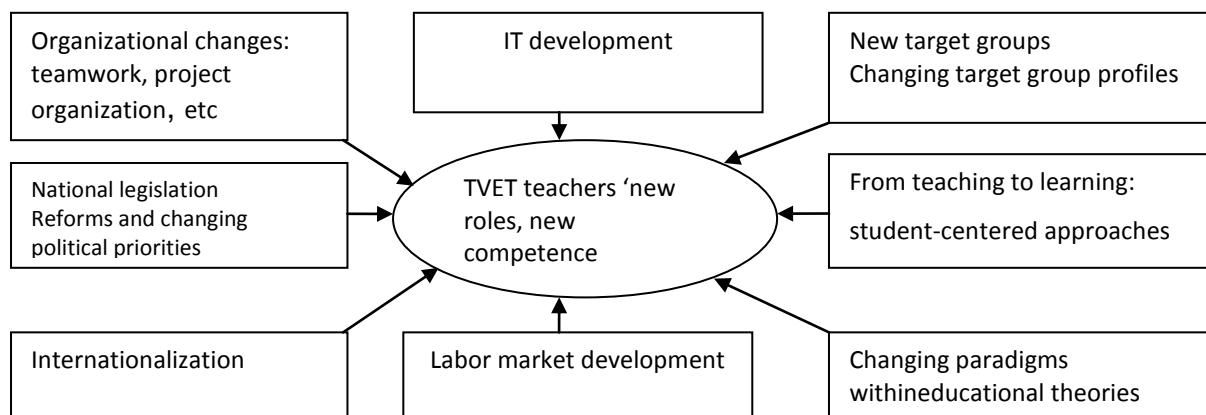 Organizational changes:
teamwork, project
organization, etc
IT development
New target groups
Changing target group profiles
National legislation
Reforms and changing
political priorities
TVET teachers ‘new
roles, new
competence
From teaching to learning:
student-centered approaches
Internationalization
Labor market development
Changing paradigms
withineducational theories